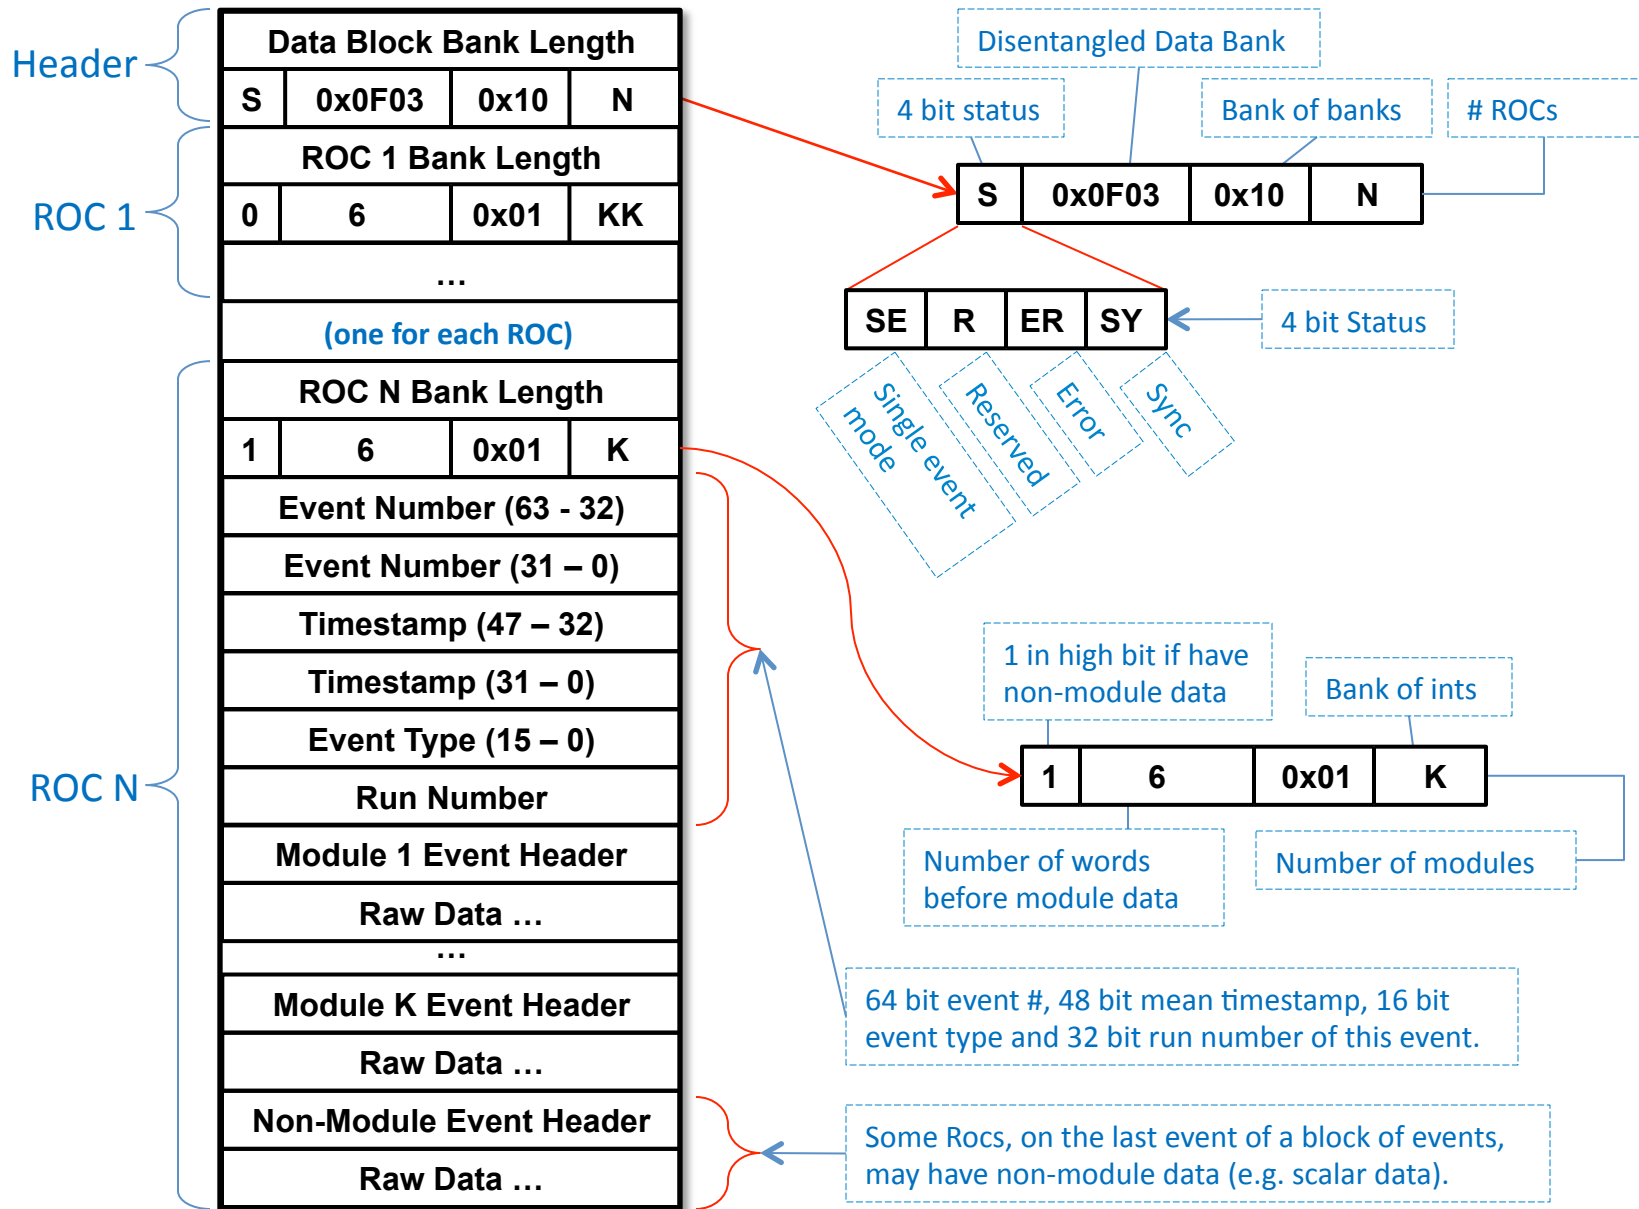 Header
Data Block Bank Length
S 0x0F03 0x10 N
ROC 1
ROC 1 Bank Length
0 6 0x01 KK
...
(one for each ROC)
ROC N
ROC N Bank Length
1 6 0x01 K
Event Number (63 - 32)
Event Number (31 – 0)
Timestamp (47 – 32)
Timestamp (31 – 0)
Event Type (15 – 0)
Run Number
Module 1 Event Header
Raw Data ...
...
Module K Event Header
Raw Data ...
Non-Module Event Header
Raw Data ...
Disentangled Data Bank
4 bit status
Bank of banks
# ROCs
S 0x0F03 0x10 N
SE R ER SY
4 bit Status
Single event
mode
Reserved
Error
Sync
1 in high bit if have
non-module data
Bank of ints
1 6 0x01 K
Number of words
before module data
Number of modules
64 bit event #, 48 bit mean timestamp, 16 bit
event type and 32 bit run number of this event.
Some Rocs, on the last event of a block of events,
may have non-module data (e.g. scalar data).